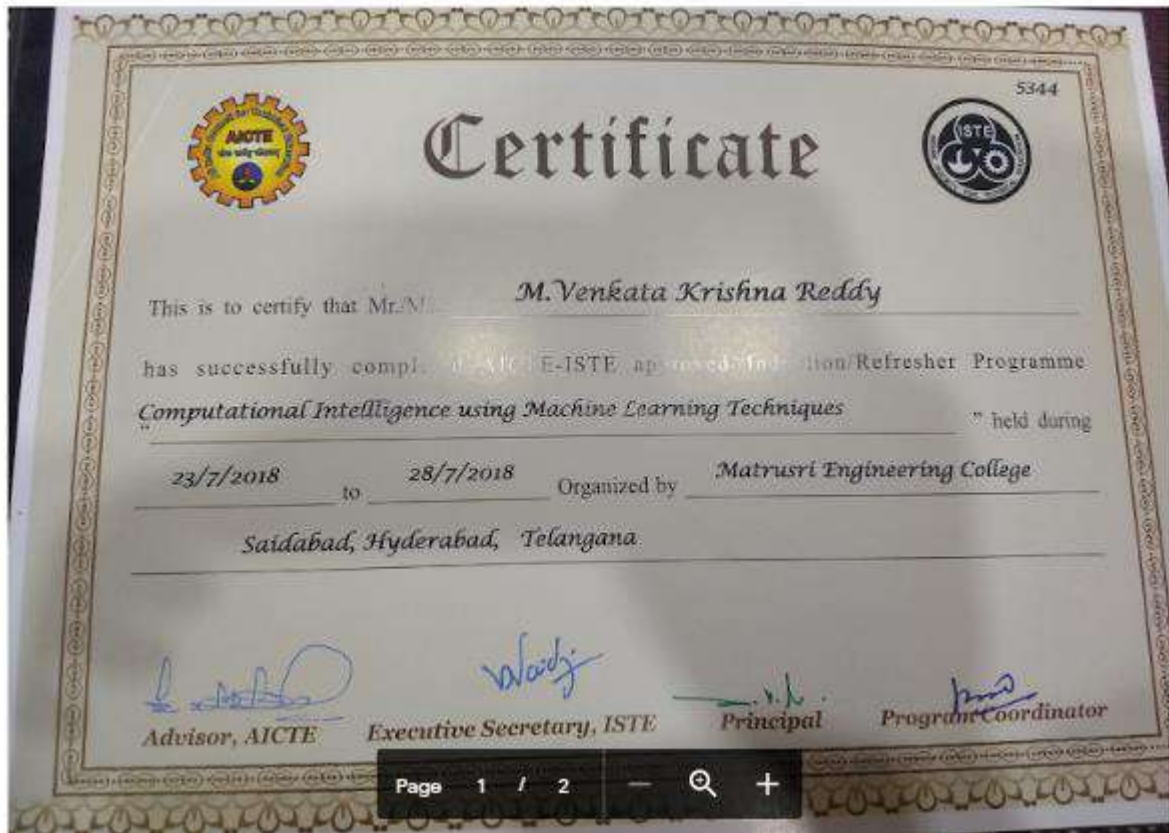 5344
AICTE
ISTE
Certificate
This is to certify that Mr./M M.Venkata Krishna Reddy
has successfully compl E-ISTE ap /Refresher Programme
"Computational Intelligence using Machine Learning Techniques " held during
23/7/2018 to 28/7/2018 Organized by Matrusri Engineering College
Saidabad, Hyderabad, Telangana
Advisor, AICTE Executive Secretary, ISTE Principal Program Coordinator
Page 1 / 2